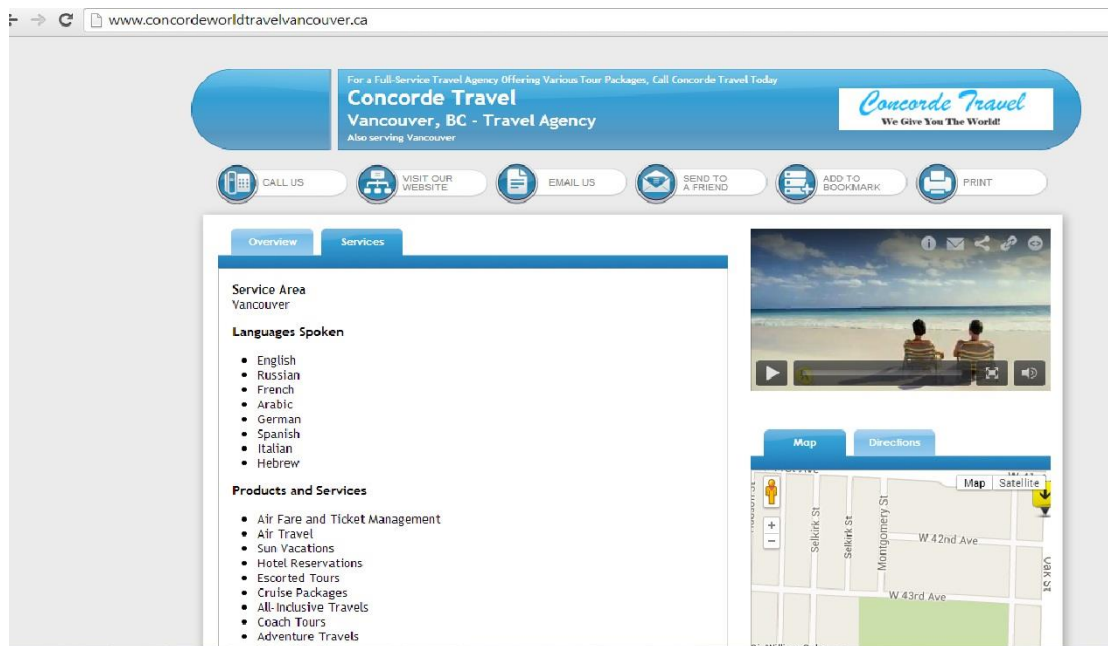 www.concordeworldtravelvancouver.ca
For a Full-Service Travel Agency Offering Various Tour Packages, Call Concorde Travel Today
Concorde Travel
Vancouver, BC - Travel Agency
Also serving Vancouver
Concorde Travel
We Give You The World!
CALL US
VISIT OUR
WEBSITE
EMAIL US
SEND TO
A FRIEND
ADD TO
BOOKMARK
PRINT
Overview
Services
Service Area
Vancouver
Languages Spoken
English
Russian
French
Arabic
German
Spanish
Italian
Hebrew
Products and Services
Air Fare and Ticket Management
Air Travel
Sun Vacations
Hotel Reservations
Escorted Tours
Cruise Packages
All-Inclusive Travels
Coach Tours
Adventure Travels
Map
Directions
Map
Satellite
Selkirk St
Selkirk St
Montgomery St
W 42nd Ave
Oak St
W 43rd Ave